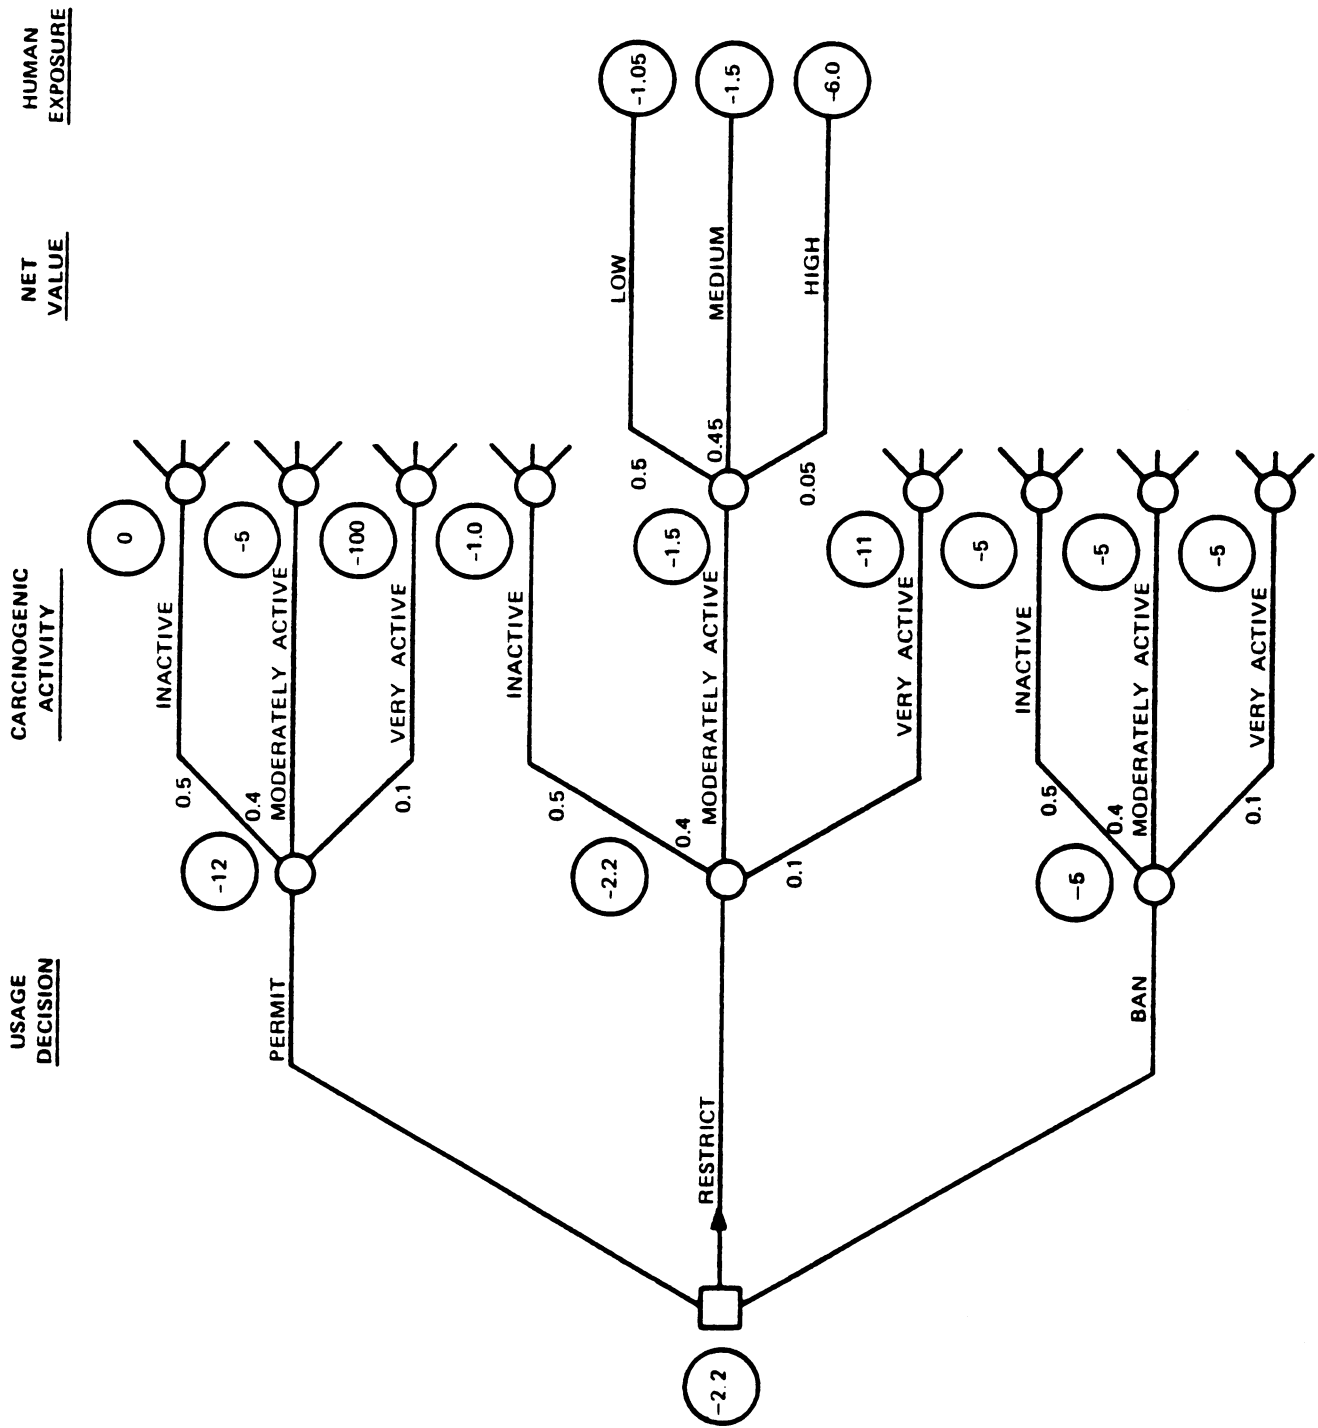 USAGE
DECISION
CARCINOGENIC
ACTIVITY
NET
VALUE
HUMAN
EXPOSURE
-2.2
PERMIT
RESTRICT
BAN
-12
0.5
0.4
0.1
INACTIVE
MODERATELY ACTIVE
VERY ACTIVE
0
-5
-100
-2.2
0.5
0.4
0.1
INACTIVE
MODERATELY ACTIVE
VERY ACTIVE
-1.0
-1.5
-11
0.5
0.45
0.05
LOW
MEDIUM
HIGH
-1.05
-1.5
-6.0
-5
0.5
0.4
0.1
INACTIVE
MODERATELY ACTIVE
VERY ACTIVE
-5
-5
-5